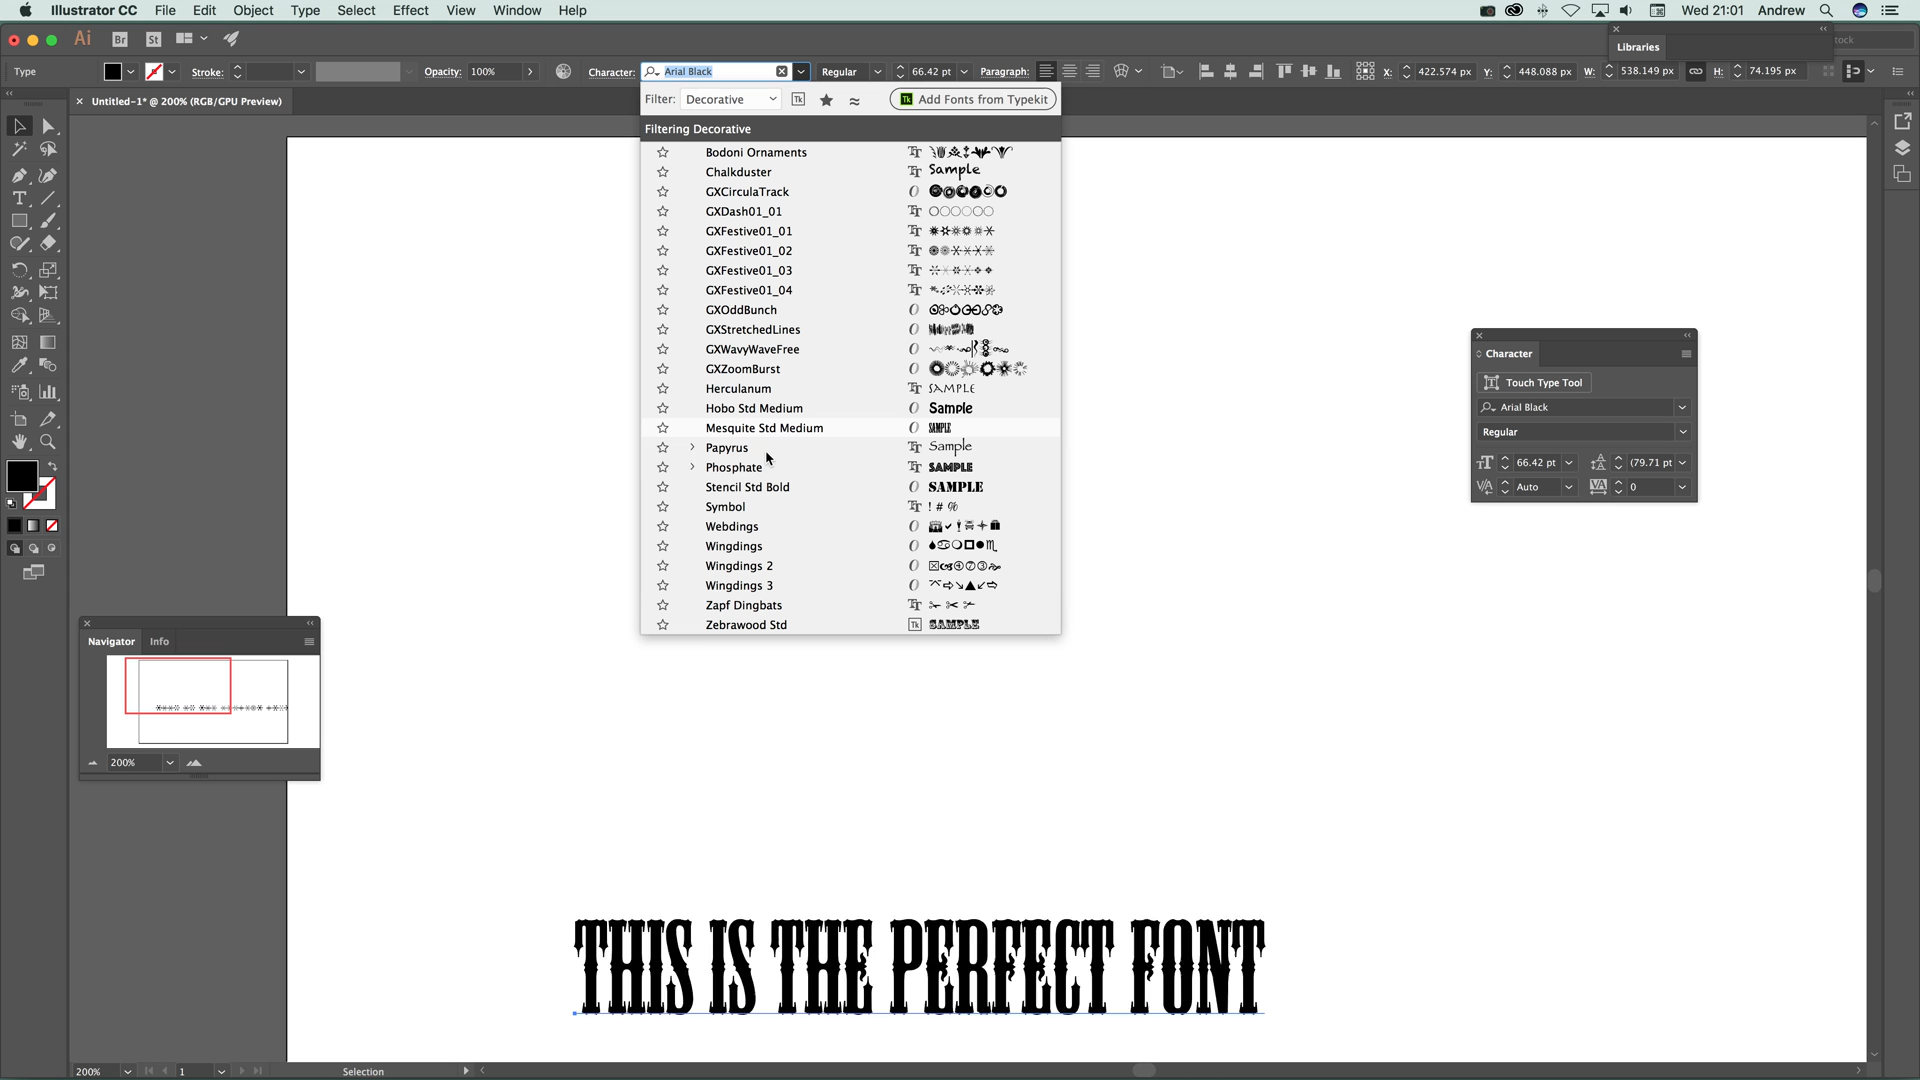 Illustrator CC File Edit Object Type Select Effect View Window Help Wed 21:01 Andrew
Ai Br St
Libraries
Type Stroke: Opacity: 100% Character: Arial Black Regular 66.42 pt Paragraph: X: 422.574 px Y: 448.088 px W: 538.149 px H: 74.195 px
Untitled-1* @ 200% (RGB/GPU Preview)
Filter: Decorative Tk Tk Add Fonts from Typekit
Filtering Decorative
Bodoni Ornaments
Chalkduster Sample
GXCirculaTrack
GXDash01_01
GXFestive01_01
GXFestive01_02
GXFestive01_03
GXFestive01_04
GXOddBunch
GXStretchedLines
GXWavyWaveFree
GXZoomBurst
Herculanum SAMPLE
Hobo Std Medium Sample
Mesquite Std Medium SAMPLE
Papyrus Sample
Phosphate SAMPLE
Stencil Std Bold SAMPLE
Symbol ! # %
Webdings
Wingdings
Wingdings 2
Wingdings 3
Zapf Dingbats
Zebrawood Std Tk SAMPLE
Character
Touch Type Tool
Arial Black
Regular
66.42 pt (79.71 pt
Auto 0
Navigator Info
200%
THIS IS THE PERFECT FONT
200% 1 Selection